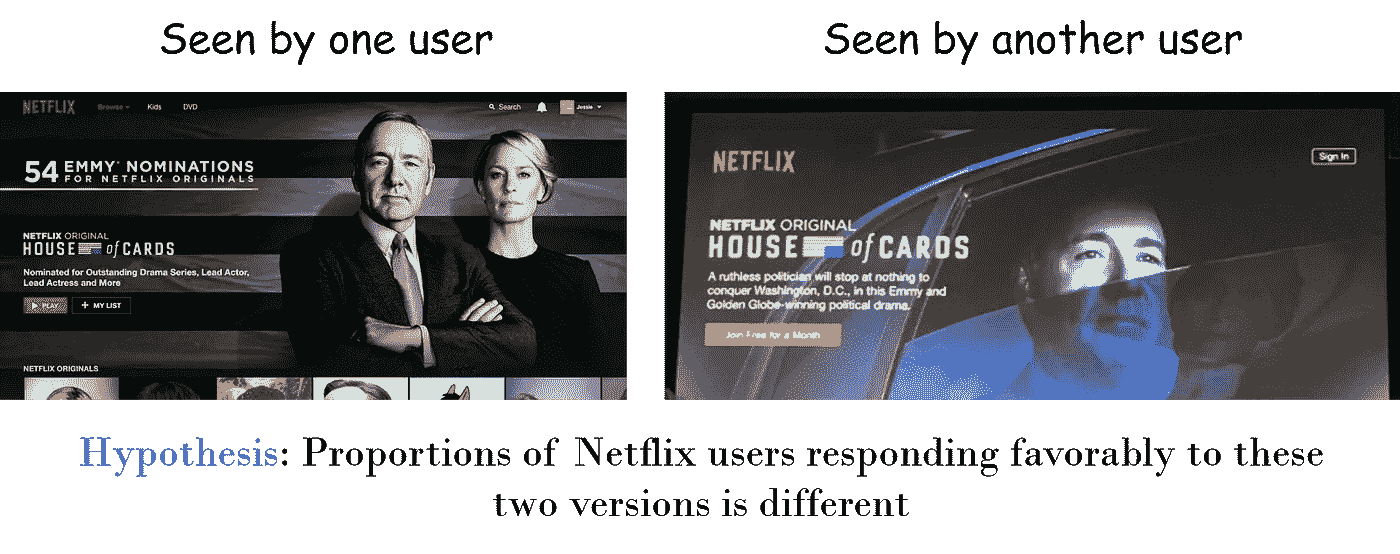 Seen by one user
Seen by another user
NETFLIX Browse Kids DVD Search Jessie
54 EMMY NOMINATIONS
FOR NETFLIX ORIGINALS
NETFLIX ORIGINAL
HOUSE of CARDS
Nominated for Outstanding Drama Series, Lead Actor,
Lead Actress and More
PLAY + MY LIST
NETFLIX ORIGINALS
NETFLIX Sign In
NETFLIX ORIGINAL
HOUSE of CARDS
A ruthless politician will stop at nothing to
conquer Washington, D.C., in this Emmy and
Golden Globe-winning political drama.
Join Free for a Month
Hypothesis: Proportions of Netflix users responding favorably to these
two versions is different